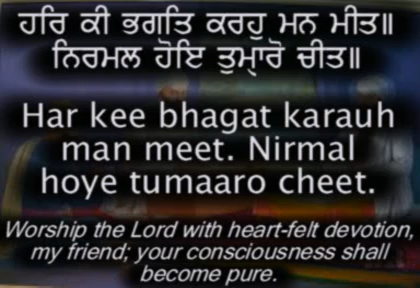 ਹਰਿ ਕੀ ਭਗਤਿ ਕਰਹੁ ਮਨ ਮੀਤ॥
ਨਿਰਮਲ ਹੋਇ ਤੁਮ੍ਹਾਰੋ ਚੀਤ॥
Har kee bhagat karauh
man meet. Nirmal
hoye tumaaro cheet.
Worship the Lord with heart-felt devotion,
my friend; your consciousness shall
become pure.